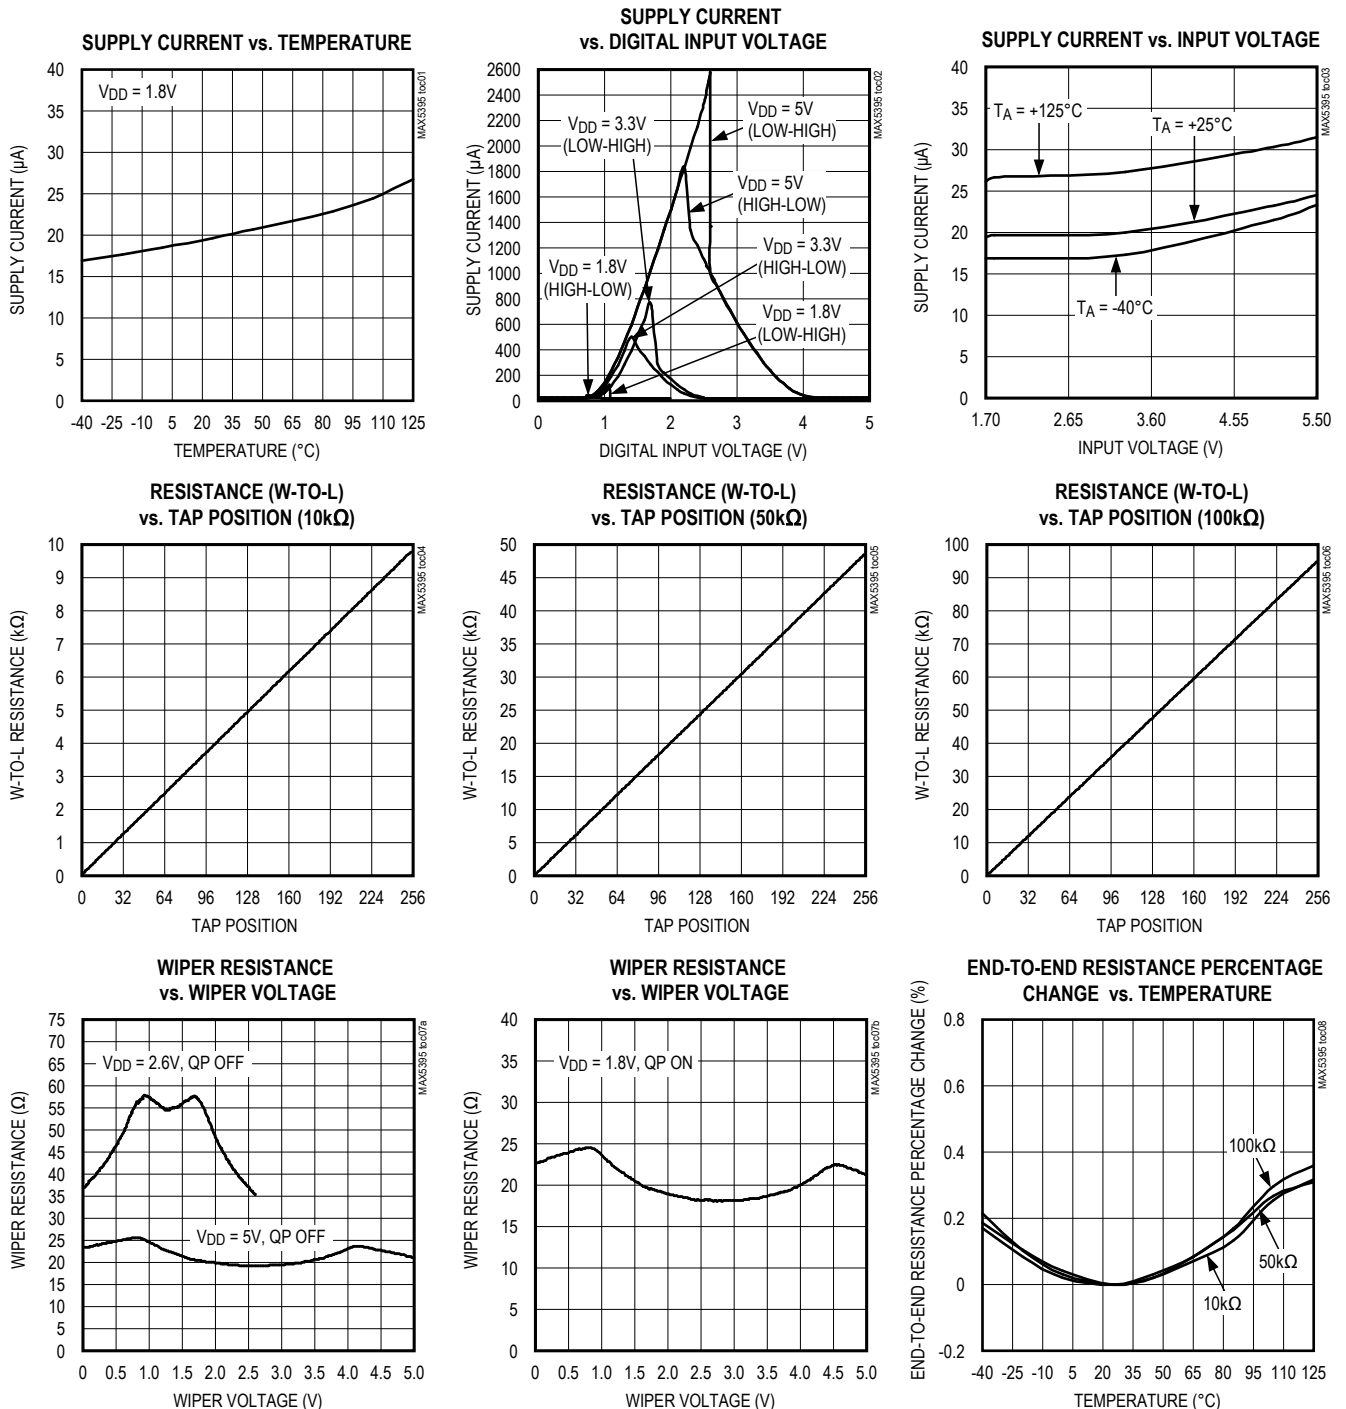 SUPPLY CURRENT vs. TEMPERATURE
MAX5395 toc01
VDD = 1.8V
SUPPLY CURRENT (µA)
40
35
30
25
20
15
10
5
0
-40 -25 -10 5 20 35 50 65 80 95 110 125
TEMPERATURE (°C)
SUPPLY CURRENT
vs. DIGITAL INPUT VOLTAGE
MAX5395 toc02
SUPPLY CURRENT (µA)
2600
2400
2200
2000
1800
1600
1400
1200
1000
800
600
400
200
0
VDD = 5V
(LOW-HIGH)
VDD = 3.3V
(LOW-HIGH)
VDD = 5V
(HIGH-LOW)
VDD = 3.3V
(HIGH-LOW)
VDD = 1.8V
(HIGH-LOW)
VDD = 1.8V
(LOW-HIGH)
0 1 2 3 4 5
DIGITAL INPUT VOLTAGE (V)
SUPPLY CURRENT vs. INPUT VOLTAGE
MAX5395 toc03
SUPPLY CURRENT (µA)
40
35
30
25
20
15
10
5
0
TA = +125°C
TA = +25°C
TA = -40°C
1.70 2.65 3.60 4.55 5.50
INPUT VOLTAGE (V)
RESISTANCE (W-TO-L)
vs. TAP POSITION (10kΩ)
MAX5395 toc04
W-TO-L RESISTANCE (kΩ)
10
9
8
7
6
5
4
3
2
1
0
0 32 64 96 128 160 192 224 256
TAP POSITION
RESISTANCE (W-TO-L)
vs. TAP POSITION (50kΩ)
MAX5395 toc05
W-TO-L RESISTANCE (kΩ)
50
45
40
35
30
25
20
15
10
5
0
0 32 64 96 128 160 192 224 256
TAP POSITION
RESISTANCE (W-TO-L)
vs. TAP POSITION (100kΩ)
MAX5395 toc06
W-TO-L RESISTANCE (kΩ)
100
90
80
70
60
50
40
30
20
10
0
0 32 64 96 128 160 192 224 256
TAP POSITION
WIPER RESISTANCE
vs. WIPER VOLTAGE
MAX5395 toc07a
WIPER RESISTANCE (Ω)
75
70
65
60
55
50
45
40
35
30
25
20
15
10
5
0
VDD = 2.6V, QP OFF
VDD = 5V, QP OFF
0 0.5 1.0 1.5 2.0 2.5 3.0 3.5 4.0 4.5 5.0
WIPER VOLTAGE (V)
WIPER RESISTANCE
vs. WIPER VOLTAGE
MAX5395 toc07b
WIPER RESISTANCE (Ω)
40
35
30
25
20
15
10
5
0
VDD = 1.8V, QP ON
0 0.5 1.0 1.5 2.0 2.5 3.0 3.5 4.0 4.5 5.0
WIPER VOLTAGE (V)
END-TO-END RESISTANCE PERCENTAGE
CHANGE vs. TEMPERATURE
MAX5395 toc08
END-TO-END RESISTANCE PERCENTAGE CHANGE (%)
0.8
0.6
0.4
0.2
0
-0.2
100kΩ
50kΩ
10kΩ
-40 -25 -10 5 20 35 50 65 80 95 110 125
TEMPERATURE (°C)